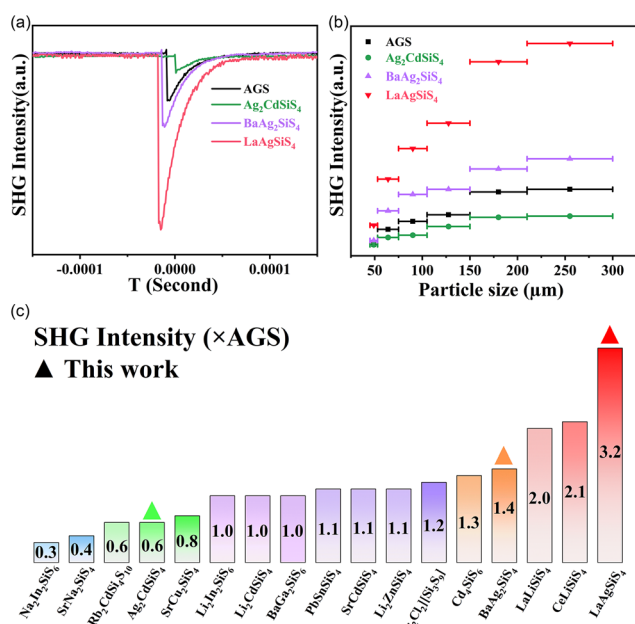 (a)
SHG Intensity(a.u.)
AGS
Ag₂CdSiS₄
BaAg₂SiS₄
LaAgSiS₄
-0.0001 0.0000 0.0001
T (Second)
(b)
SHG Intensity (a.u.)
AGS
Ag₂CdSiS₄
BaAg₂SiS₄
LaAgSiS₄
50 100 150 200 250 300
Particle size (μm)
(c)
SHG Intensity (×AGS)
▲ This work
0.3 0.4 0.6 0.6 0.8 1.0 1.0 1.0 1.1 1.1 1.1 1.2 1.3 1.4 2.0 2.1 3.2
Na₂In₂SiS₆
SrNa₂SiS₄
Rb₂CdSi₄S₁₀
Ag₂CdSiS₄
SrCu₂SiS₄
Li₂In₂SiS₆
Li₂CdSiS₄
BaGa₂SiS₆
PbSnSiS₄
SrCdSiS₄
Li₂ZnSiS₄
₂Cl₂][Si₃S₉]
Cd₄SiS₆
BaAg₂SiS₄
LaLiSiS₄
CeLiSiS₄
LaAgSiS₄